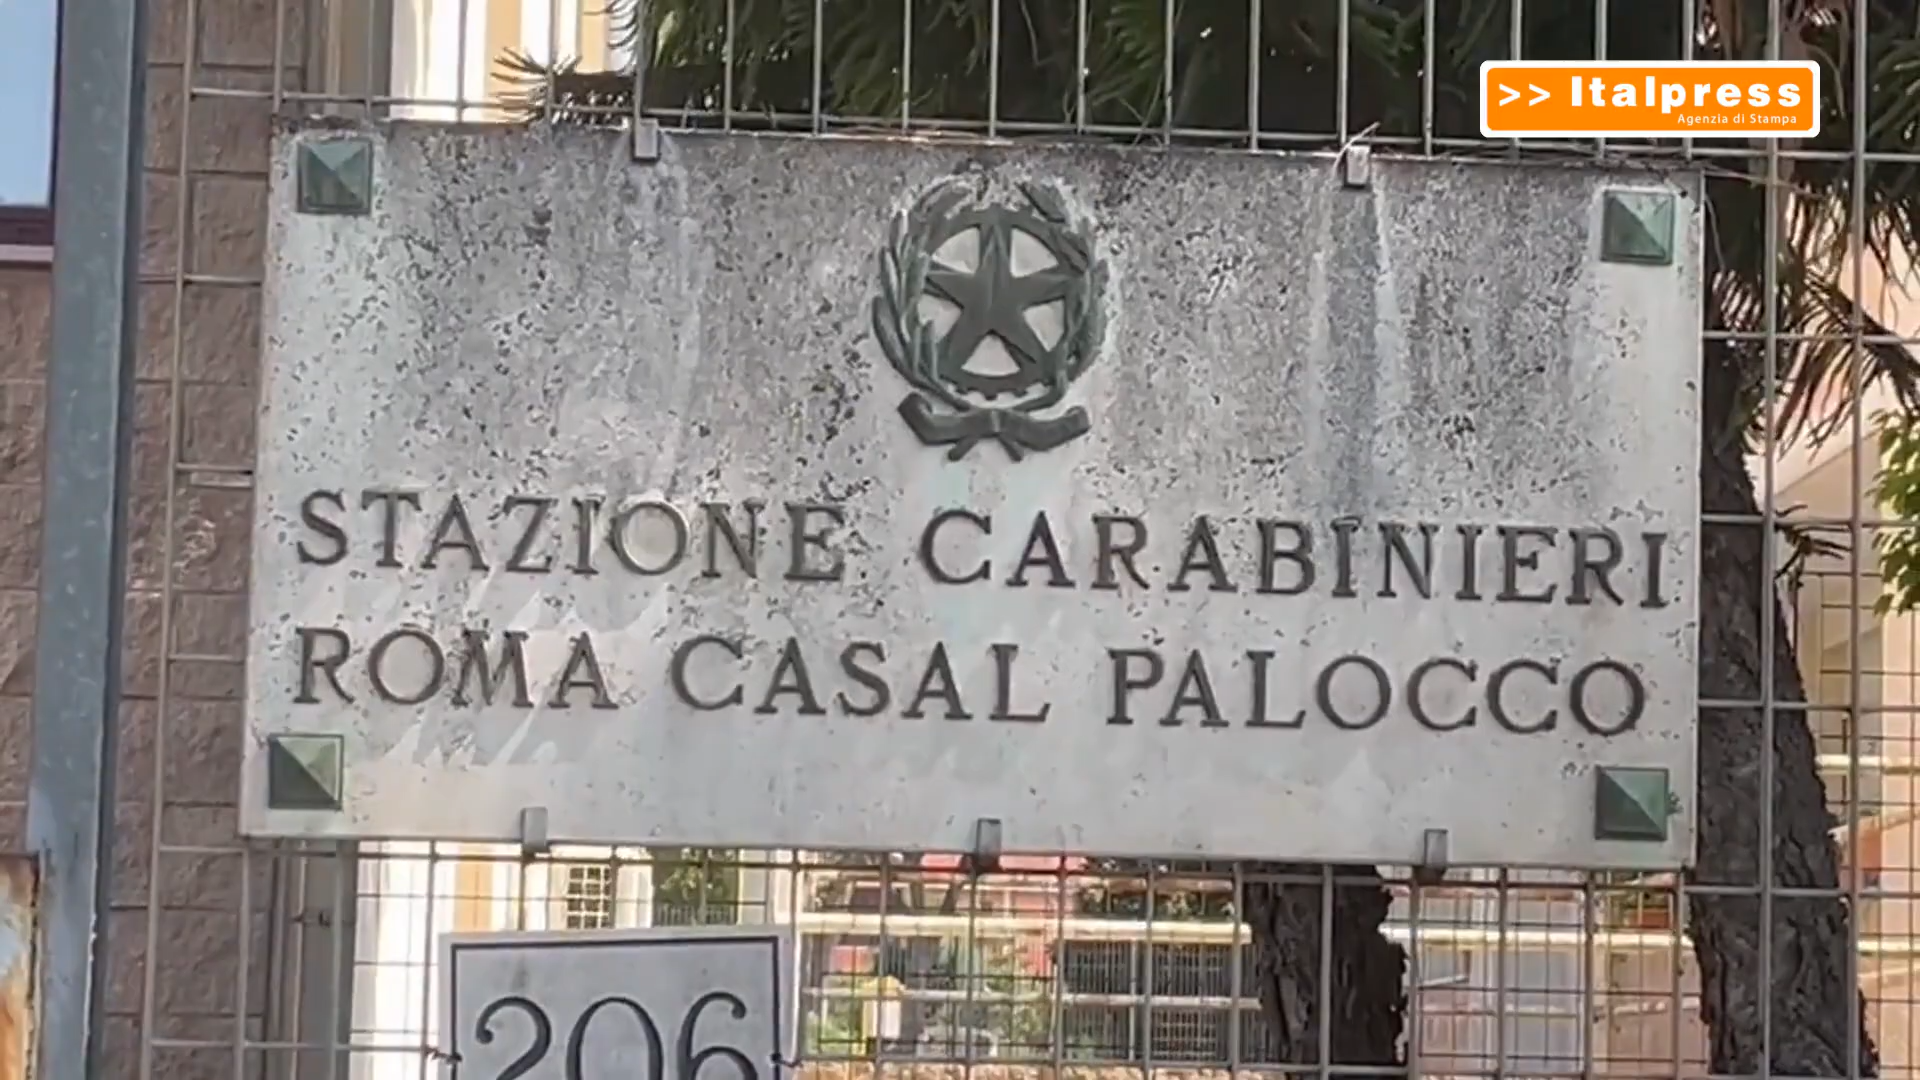 >> Italpress
Agenzia di Stampa
STAZIONE CARABINIERI
ROMA CASAL PALOCCO
206